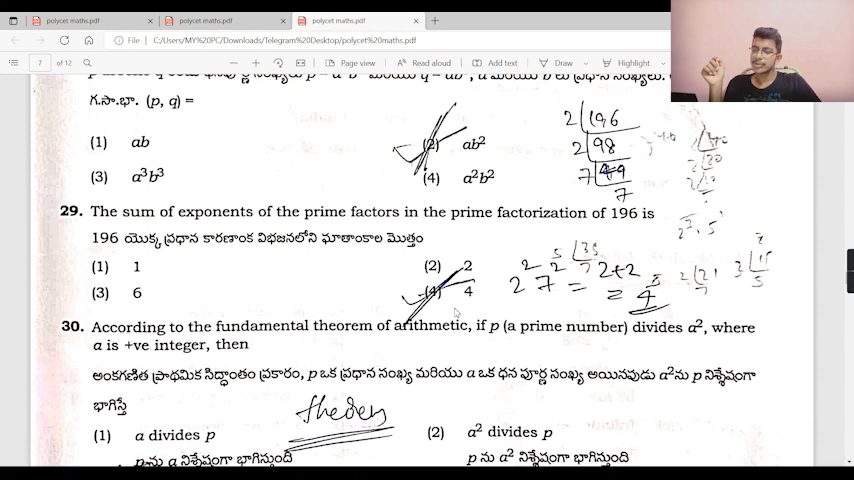 polycet maths.pdf
polycet maths.pdf
polycet maths.pdf
File C:/Users/MY%20PC/Downloads/Telegram%20Desktop/polycet%20maths.pdf
7 of 12 Page view Read aloud Draw Highlight
గ.సా.భా. (p, q) =
(1) ab
(2) ab²
(3) a³b³
(4) a²b²
2 196
2 98
7 49
7
29. The sum of exponents of the prime factors in the prime factorization of 196 is
196 యొక్క ప్రధాన కారణాంక విభజనలోని ఘాతాంకాల మొత్తం
(1) 1
(2) 2
(3) 6
(4) 4
2² 7² = 2+2
= 4
30. According to the fundamental theorem of arithmetic, if p (a prime number) divides a², where
a is +ve integer, then
అంకగణిత ప్రాథమిక సిద్ధాంతం ప్రకారం, p ఒక ప్రధాన సంఖ్య మరియు a ఒక ధన పూర్ణ సంఖ్య అయినపుడు a²ను p నిశ్శేషంగా
భాగిస్తే
(1) a divides p
(2) a² divides p
p ను a నిశ్శేషంగా భాగిస్తుంది
p ను a² నిశ్శేషంగా భాగిస్తుంది